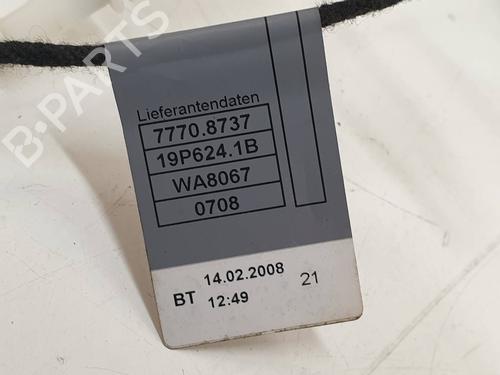 B-PARTS
Lieferantendaten
7770.8737
19P624.1B
WA8067
0708
BT 14.02.2008 21
12:49